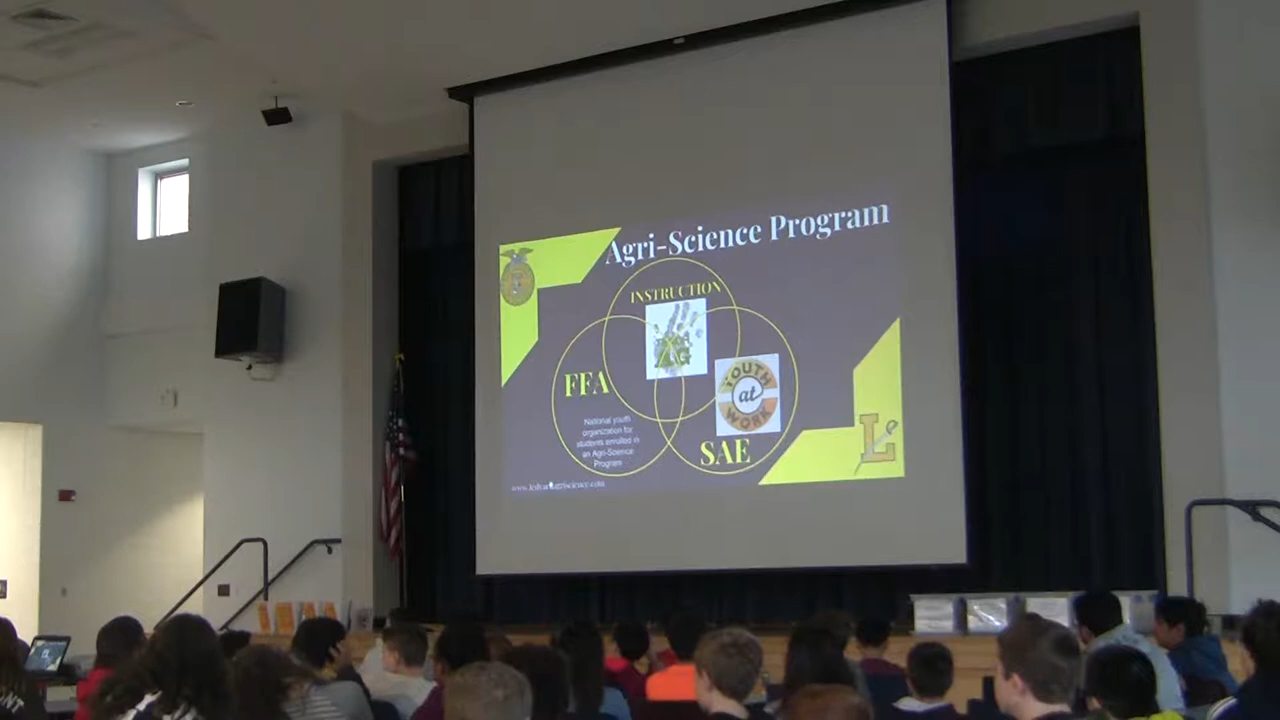 Agri-Science Program
INSTRUCTION
AG
FFA
National youth
organization for
students enrolled in
an Agri-Science
Program
YOUTH
at
WORK
SAE
L